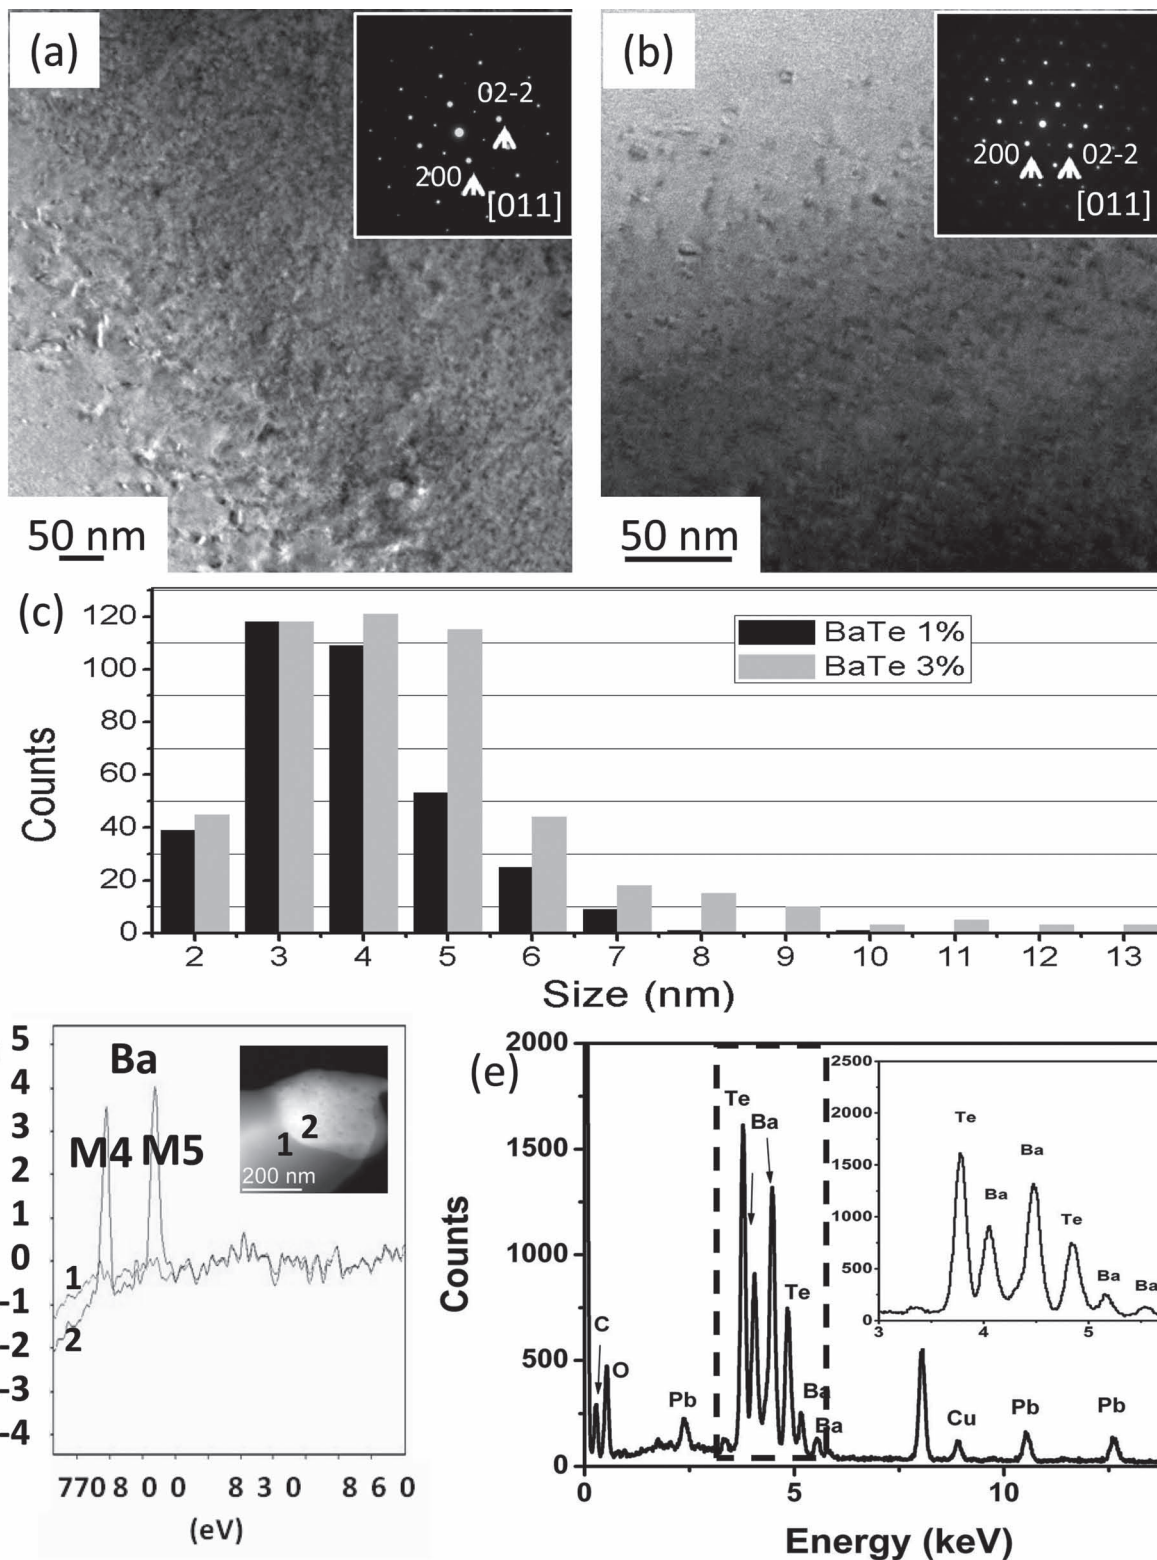 (a)
02-2
200
[011]
50 nm
(b)
200 02-2
[011]
50 nm
(c)
BaTe 1%
BaTe 3%
120
100
80
60
40
20
0
Counts
2 3 4 5 6 7 8 9 10 11 12 13
Size (nm)
5
4
3
2
1
0
-1
-2
-3
-4
Ba
M4 M5
1
2
1 2
200 nm
770 8 0 0 8 3 0 8 6 0
(eV)
(e)
2000
1500
1000
500
0
Counts
Te
Ba
Te
C
O
Pb
Ba
Ba
Cu
Pb
Pb
0 5 10
Energy (keV)
2500
2000
1500
1000
500
0
Te
Ba
Ba
Te
Ba
Ba
3 4 5